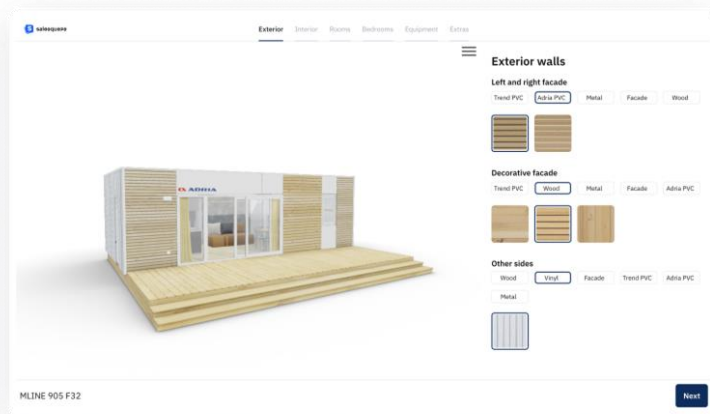 salesqueze
Exterior Interior Rooms Bedrooms Equipment Extras
Exterior walls
Left and right facade
Trend PVC Adria PVC Metal Facade Wood
Decorative facade
Trend PVC Wood Metal Facade Adria PVC
Other sides
Wood Vinyl Facade Trend PVC Adria PVC
Metal
ADRIA
MLINE 905 F32
Next